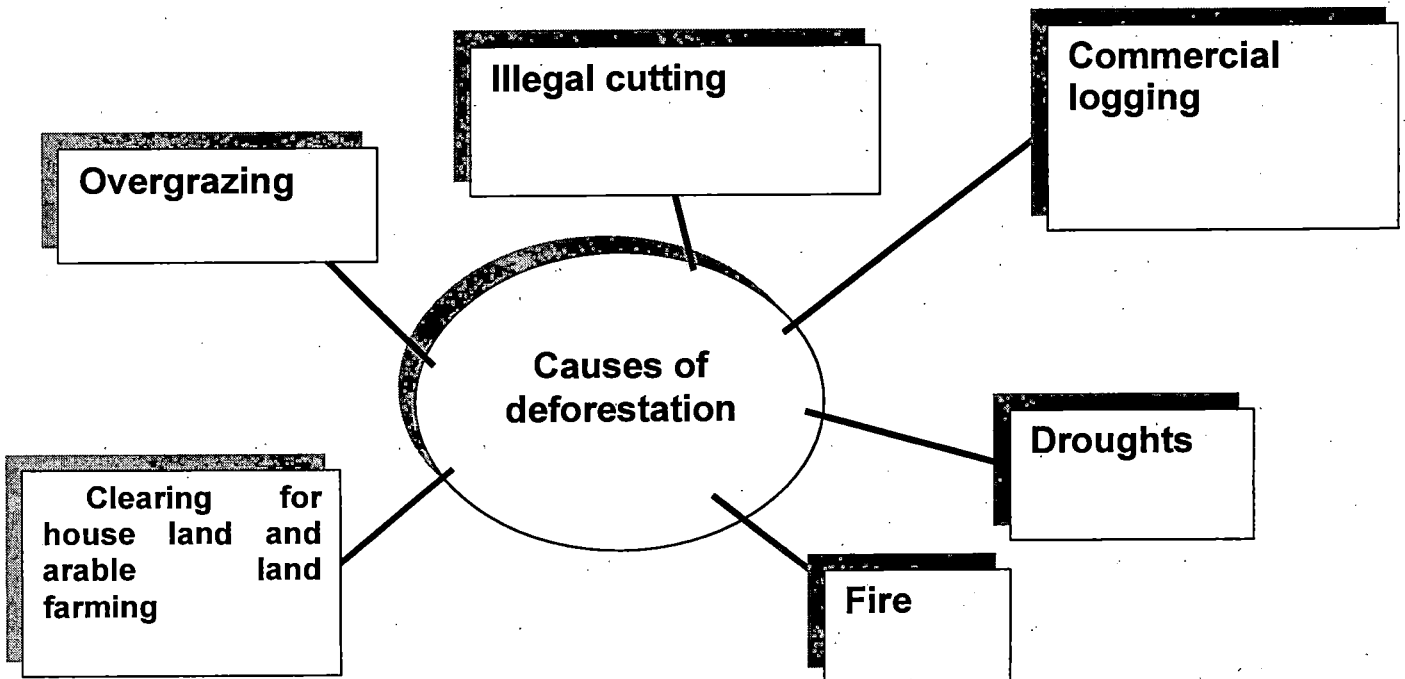 Illegal cutting
Commercial
logging
Overgrazing
Causes of
deforestation
Droughts
Clearing for
house land and
arable land
farming
Fire